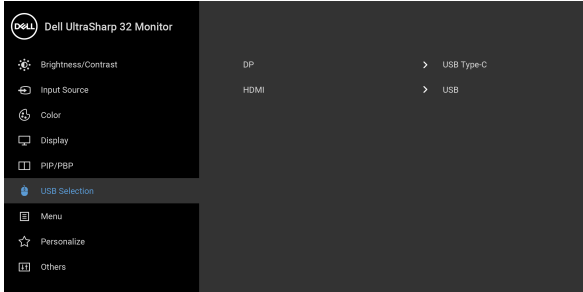 DELL Dell UltraSharp 32 Monitor
Brightness/Contrast
DP USB Type-C
Input Source
HDMI USB
Color
Display
PIP/PBP
USB Selection
Menu
Personalize
Others